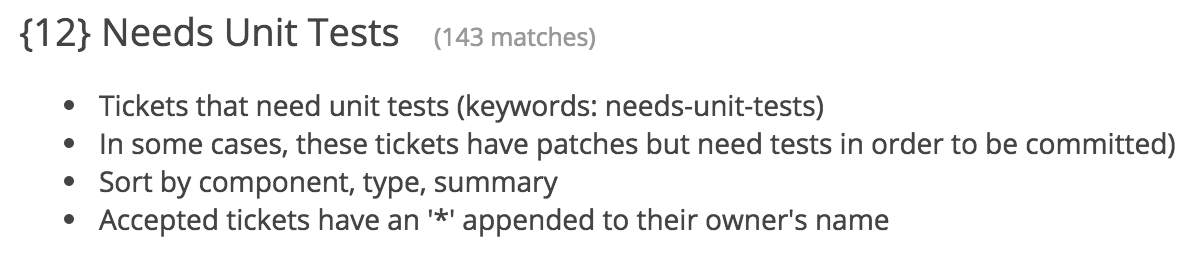 {12} Needs Unit Tests (143 matches)
• Tickets that need unit tests (keywords: needs-unit-tests)
• In some cases, these tickets have patches but need tests in order to be committed)
• Sort by component, type, summary
• Accepted tickets have an '*' appended to their owner's name